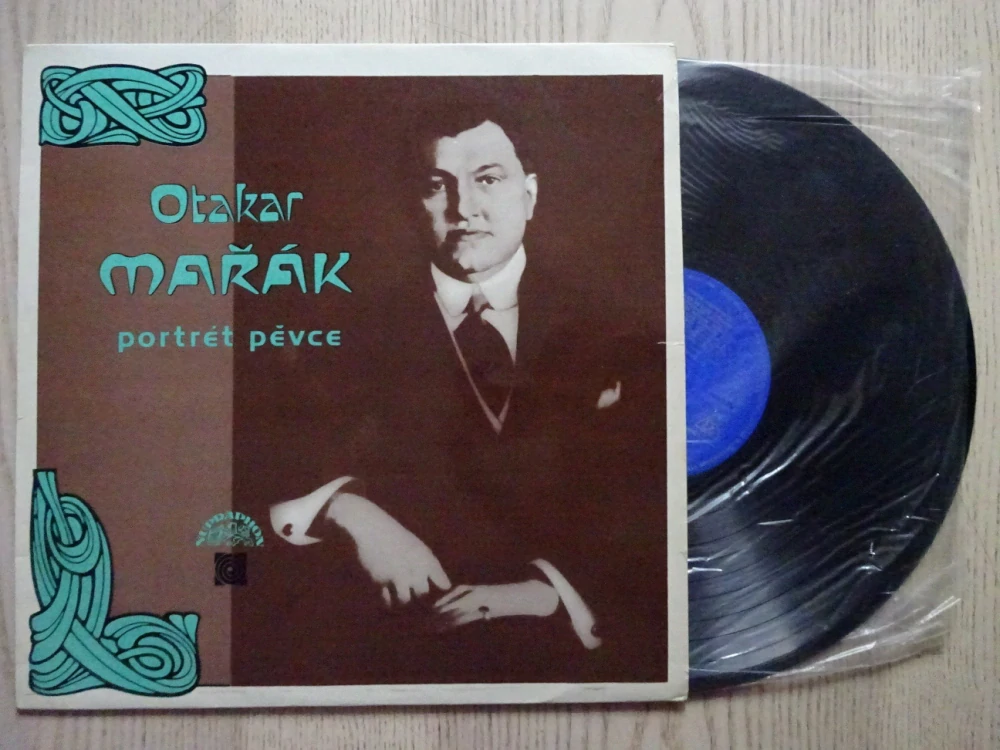 Otakar
MAŘÁK
portrét pěvce
SUPRAPHON